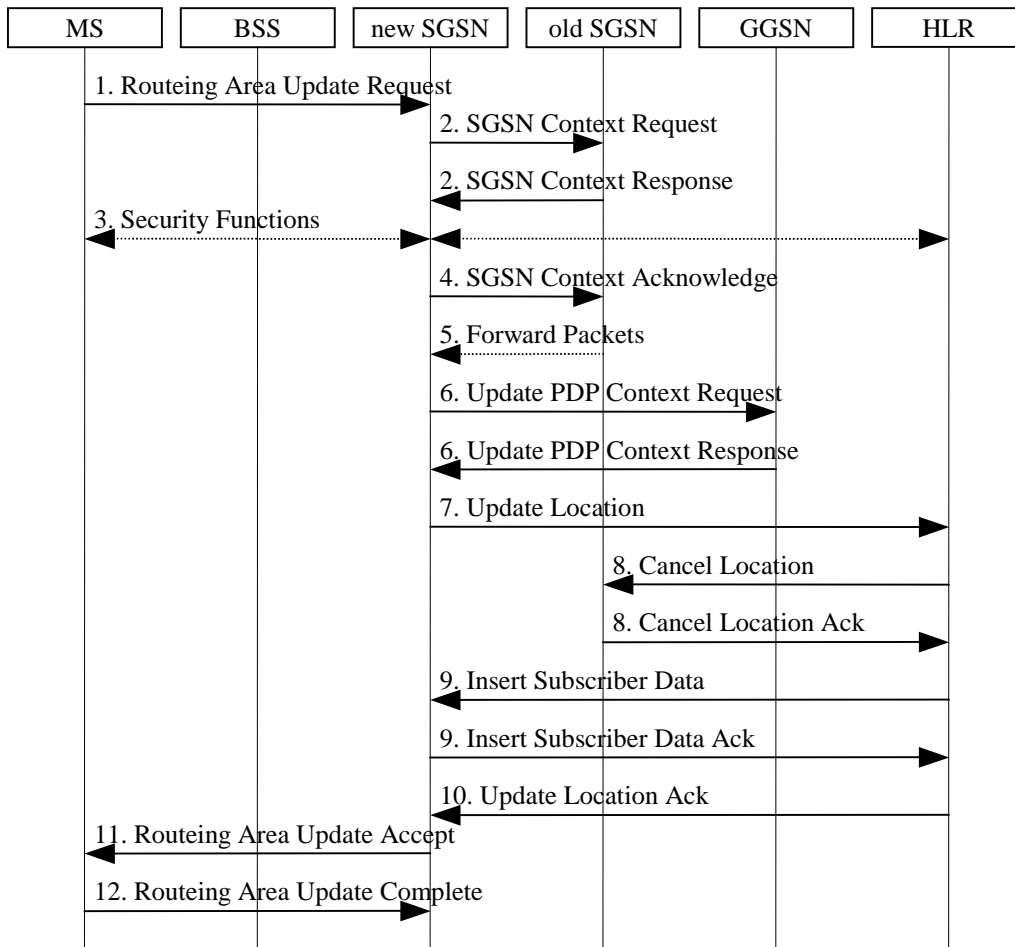 MS
BSS
new SGSN
old SGSN
GGSN
HLR
1. Routeing Area Update Request
2. SGSN Context Request
2. SGSN Context Response
3. Security Functions
4. SGSN Context Acknowledge
5. Forward Packets
6. Update PDP Context Request
6. Update PDP Context Response
7. Update Location
8. Cancel Location
8. Cancel Location Ack
9. Insert Subscriber Data
9. Insert Subscriber Data Ack
10. Update Location Ack
11. Routeing Area Update Accept
12. Routeing Area Update Complete